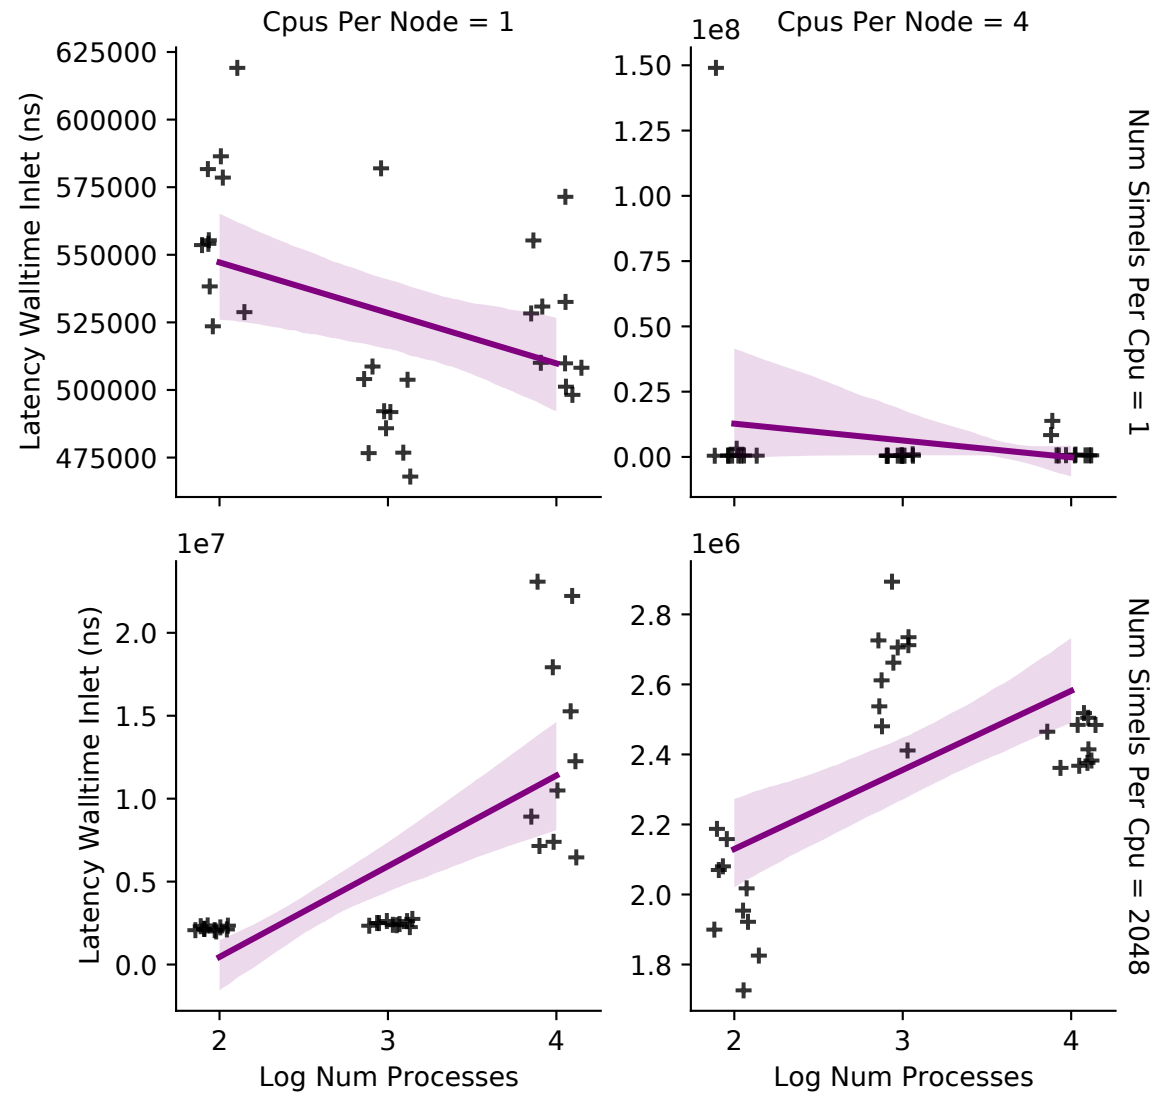 Cpus Per Node = 1
Cpus Per Node = 4
1e8
625000
600000
575000
550000
525000
500000
475000
Latency Walltime Inlet (ns)
1.50
1.25
1.00
0.75
0.50
0.25
0.00
Num Simels Per Cpu = 1
1e7
1e6
2.0
1.5
1.0
0.5
0.0
Latency Walltime Inlet (ns)
2.8
2.6
2.4
2.2
2.0
1.8
Num Simels Per Cpu = 2048
2
3
4
2
3
4
Log Num Processes
Log Num Processes